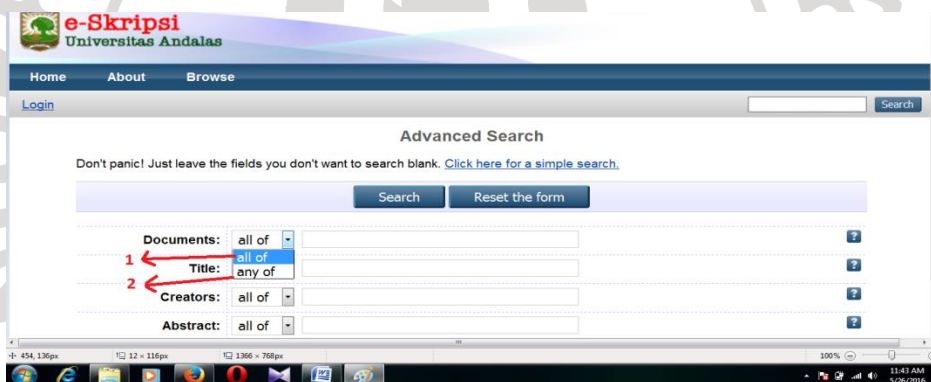 e-Skripsi
Universitas Andalas
Home About Browse
Login Search
Advanced Search
Don't panic! Just leave the fields you don't want to search blank. Click here for a simple search.
Search Reset the form
Documents: all of ?
1 all of
Title: ?
2 any of
Creators: all of ?
Abstract: all of ?
454, 136px 12 × 116px 1366 × 768px 100%
11:43 AM
5/26/2016